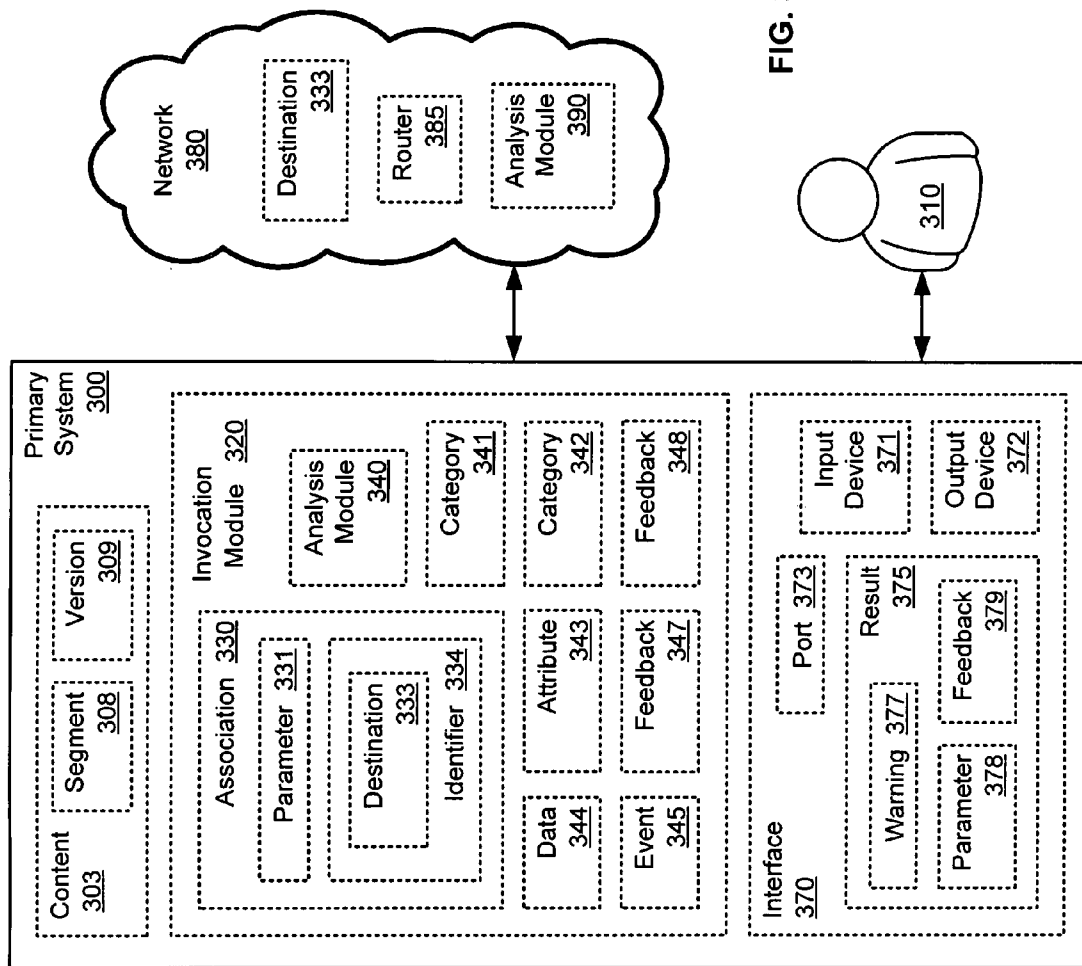 Primary
System
300
Content
303
Segment
308
Version
309
Invocation
Module 320
Association 330
Parameter 331
Destination
333
Identifier 334
Analysis
Module
340
Category
341
Data
344
Attribute
343
Category
342
Event
345
Feedback
347
Feedback
348
Interface
370
Port 373
Input
Device
371
Result
375
Warning 377
Parameter
378
Feedback
379
Output
Device
372
Network
380
Destination
333
Router
385
Analysis
Module
390
310
FIG.